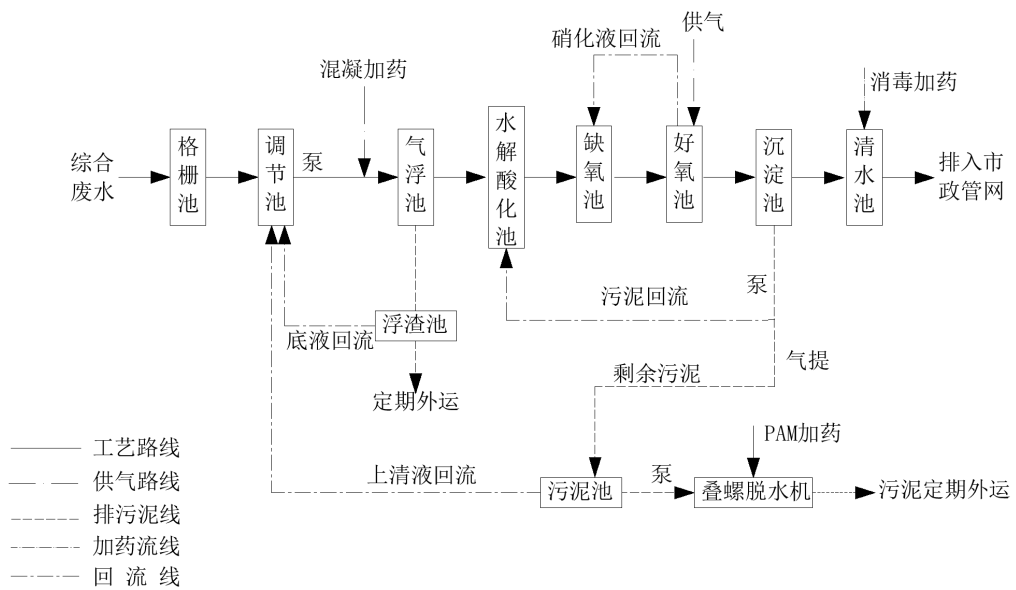 供气
硝化液回流
混凝加药
消毒加药
综合
废水
格栅池
调节池
泵
气浮池
水解酸化池
缺氧池
好氧池
沉淀池
清水池
排入市
政管网
污泥回流
泵
浮渣池
底液回流
定期外运
剩余污泥
气提
PAM加药
上清液回流
污泥池
泵
叠螺脱水机
污泥定期外运
工艺路线
供气路线
排污泥线
加药流线
回 流 线